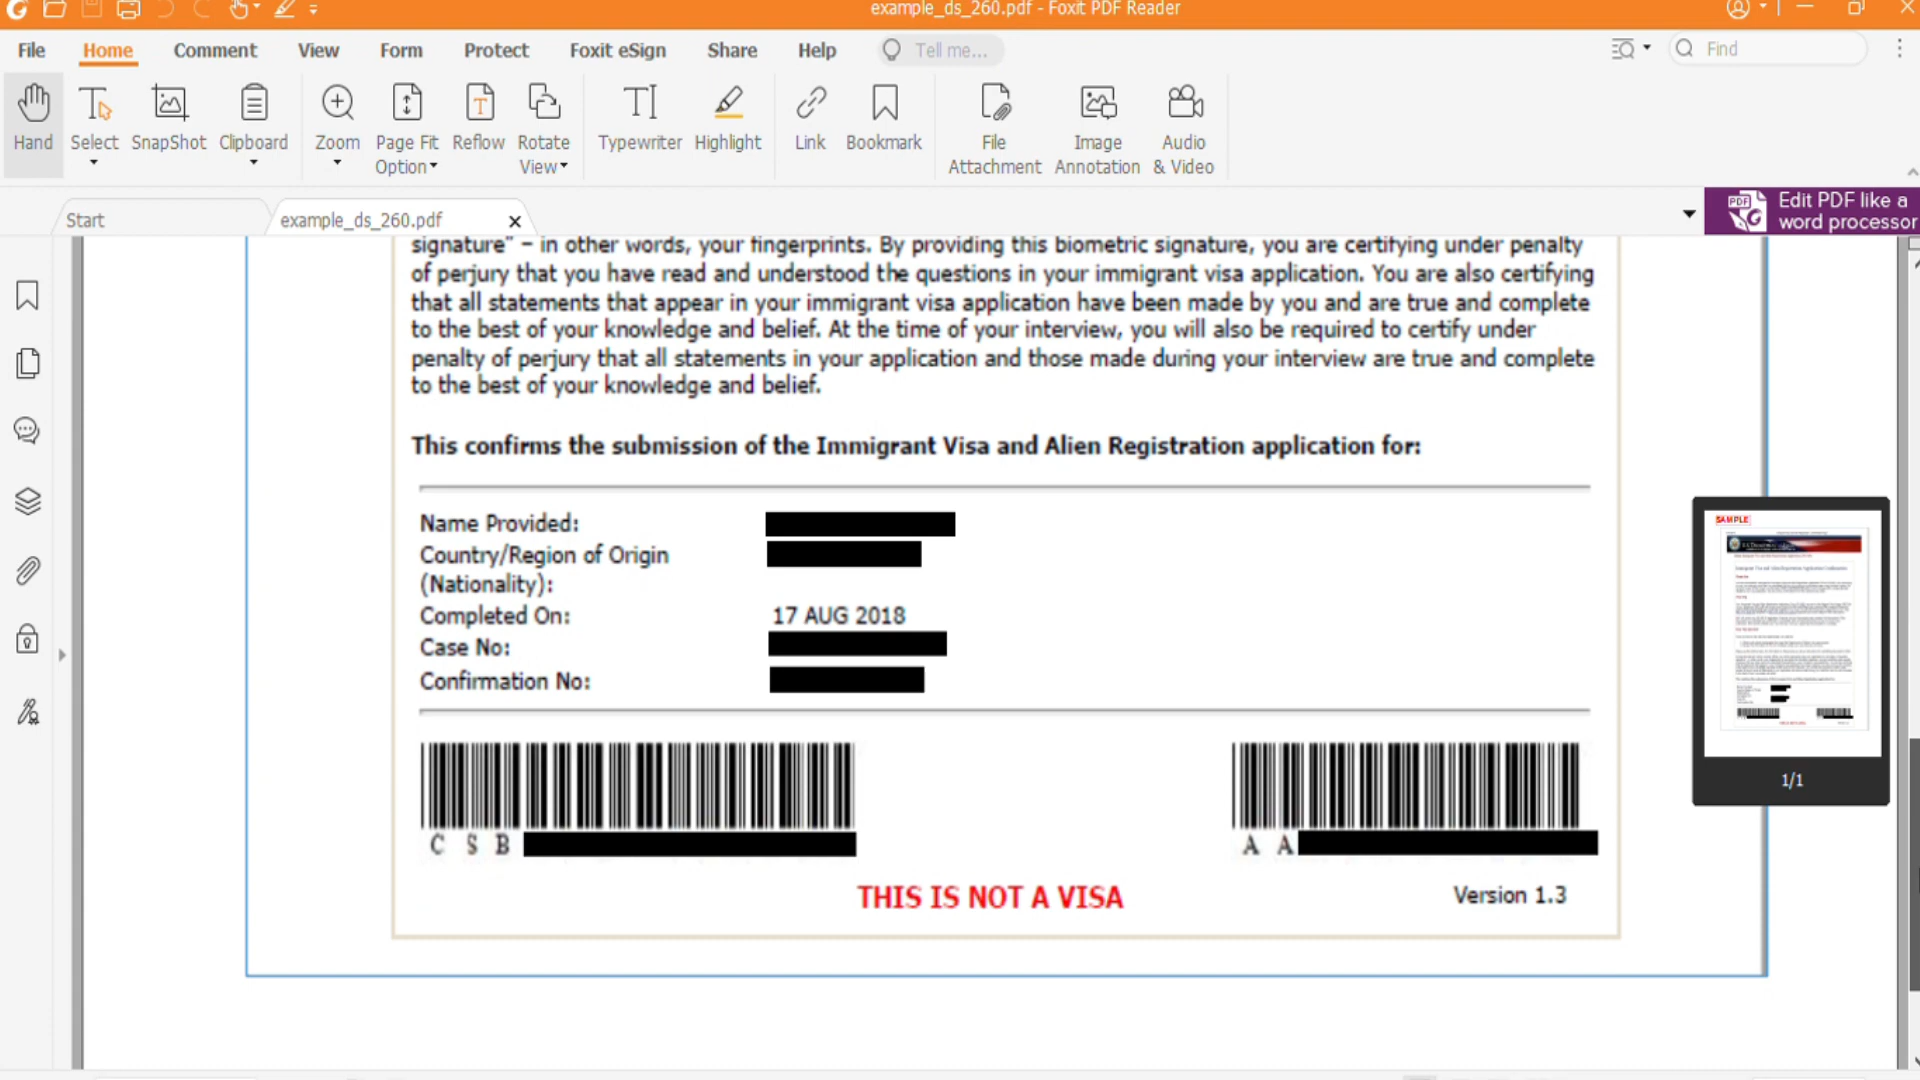 example_ds_260.pdf - Foxit PDF Reader
File Home Comment View Form Protect Foxit eSign Share Help Tell me... Find
Hand Select SnapShot Clipboard Zoom Page Fit Option Reflow Rotate View Typewriter Highlight Link Bookmark File Attachment Image Annotation Audio & Video
Start example_ds_260.pdf
Edit PDF like a
word processor
signature" – in other words, your fingerprints. By providing this biometric signature, you are certifying under penalty
of perjury that you have read and understood the questions in your immigrant visa application. You are also certifying
that all statements that appear in your immigrant visa application have been made by you and are true and complete
to the best of your knowledge and belief. At the time of your interview, you will also be required to certify under
penalty of perjury that all statements in your application and those made during your interview are true and complete
to the best of your knowledge and belief.
This confirms the submission of the Immigrant Visa and Alien Registration application for:
Name Provided:
Country/Region of Origin
(Nationality):
Completed On: 17 AUG 2018
Case No:
Confirmation No:
C S B
A A
THIS IS NOT A VISA
Version 1.3
SAMPLE
1/1